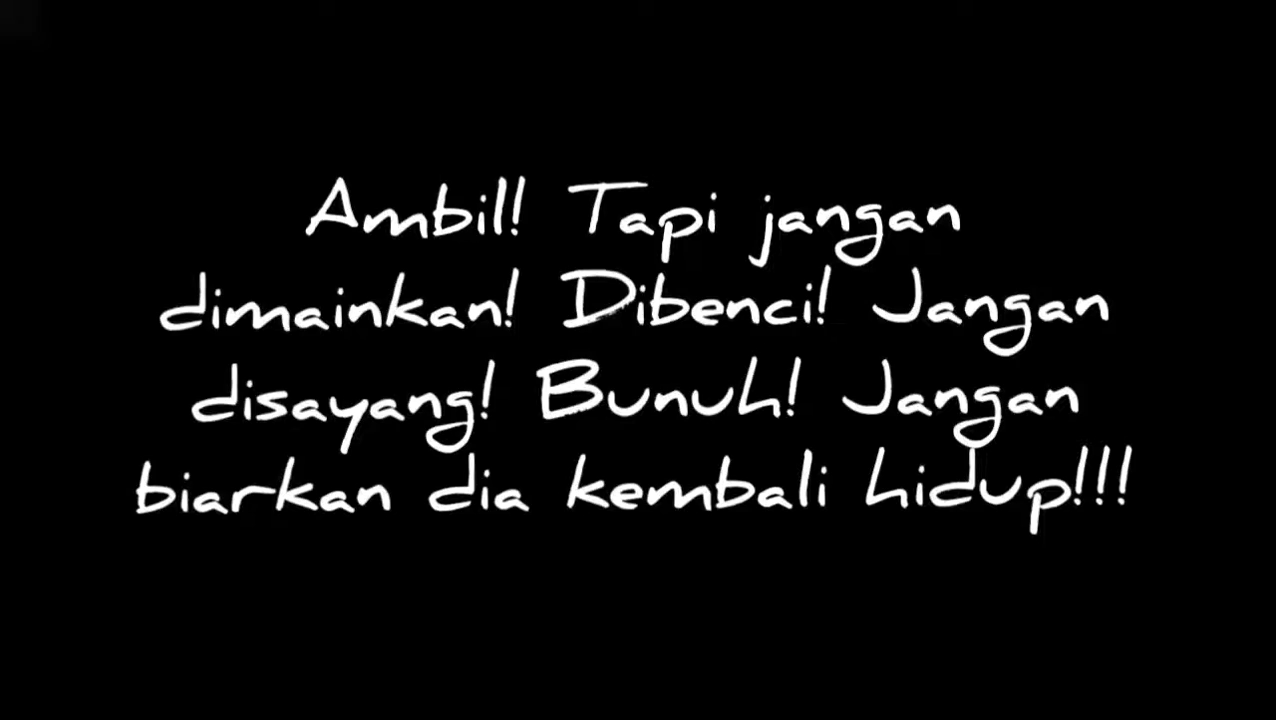 Ambil! Tapi jangan
dimainkan! Dibenci! Jangan
disayang! Bunuh! Jangan
biarkan dia kembali hidup!!!